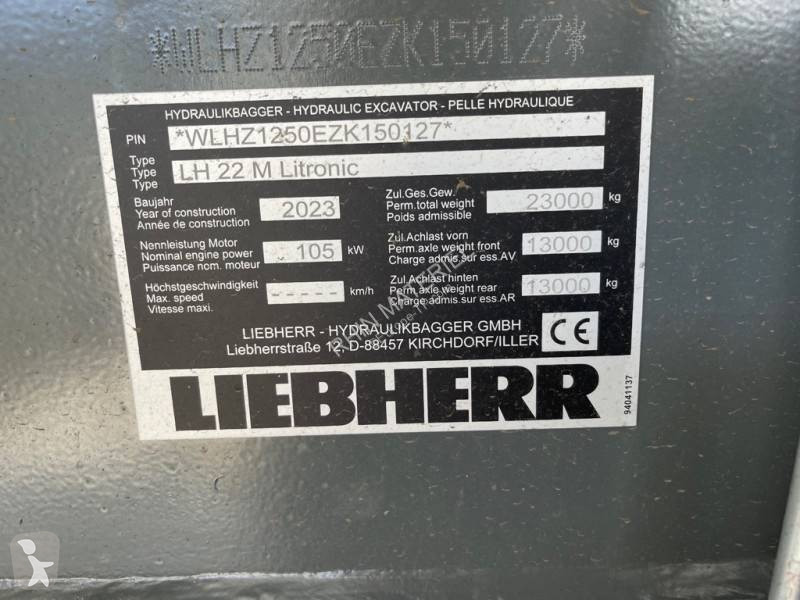 *WLHZ1250EZK150127*
HYDRAULIKBAGGER - HYDRAULIC EXCAVATOR - PELLE HYDRAULIQUE
PIN *WLHZ1250EZK150127*
Type
Type LH 22 M Litronic
Type
Baujahr
Year of construction 2023
Année de construction
Zul.Ges.Gew.
Perm.total weight 23000 kg
Poids admissible
Nennleistung Motor
Nominal engine power 105 kW
Puissance nom. moteur
Zul.Achlast vorn
Perm.axle weight front 13000 kg
Charge admis.sur ess.AV
Höchstgeschwindigkeit
Max. speed - - - - - km/h
Vitesse maxi.
Zul.Achlast hinten
Perm.axle weight rear 13000 kg
Charge admis.sur ess.AR
LIEBHERR - HYDRAULIKBAGGER GMBH
Liebherrstraße 12, D-88457 KIRCHDORF/ILLER
CE
LIEBHERR
94041137
RHIN MATERIEL